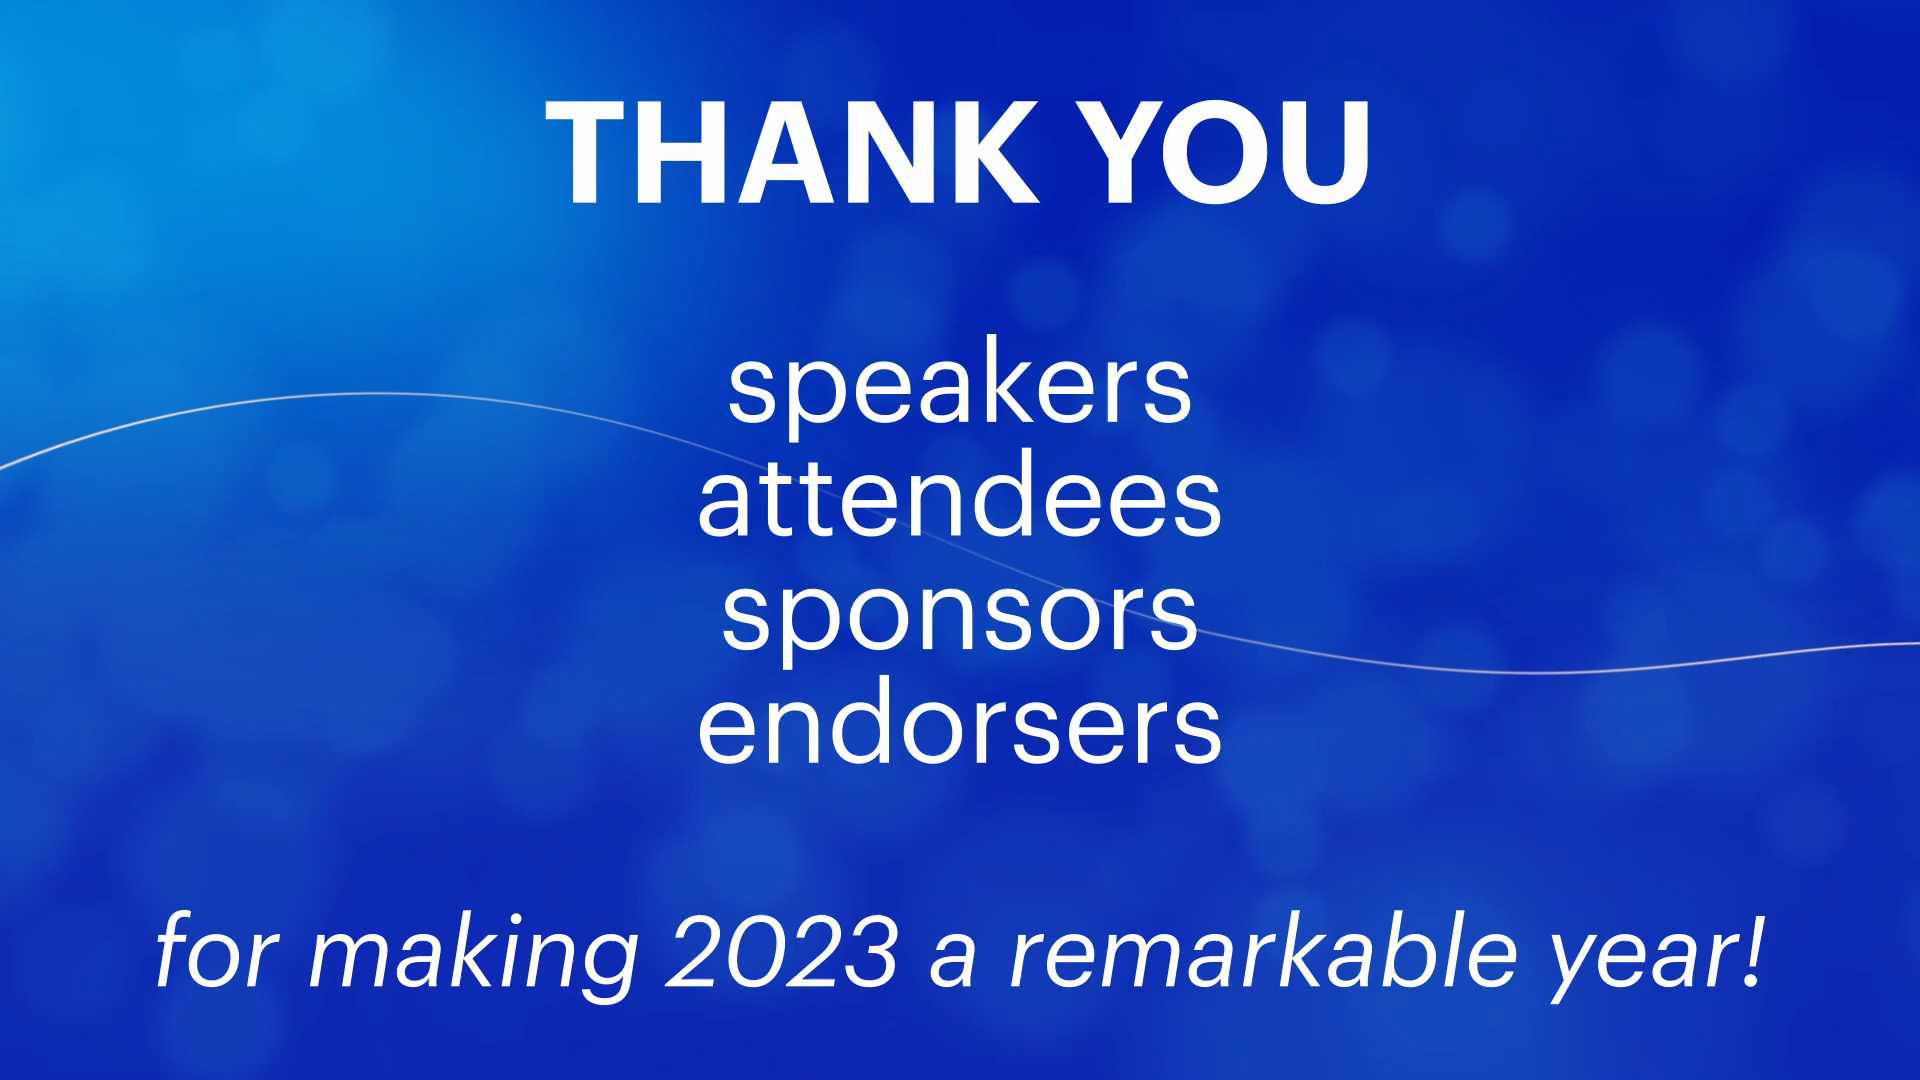 THANK YOU
speakers
attendees
sponsors
endorsers
for making 2023 a remarkable year!